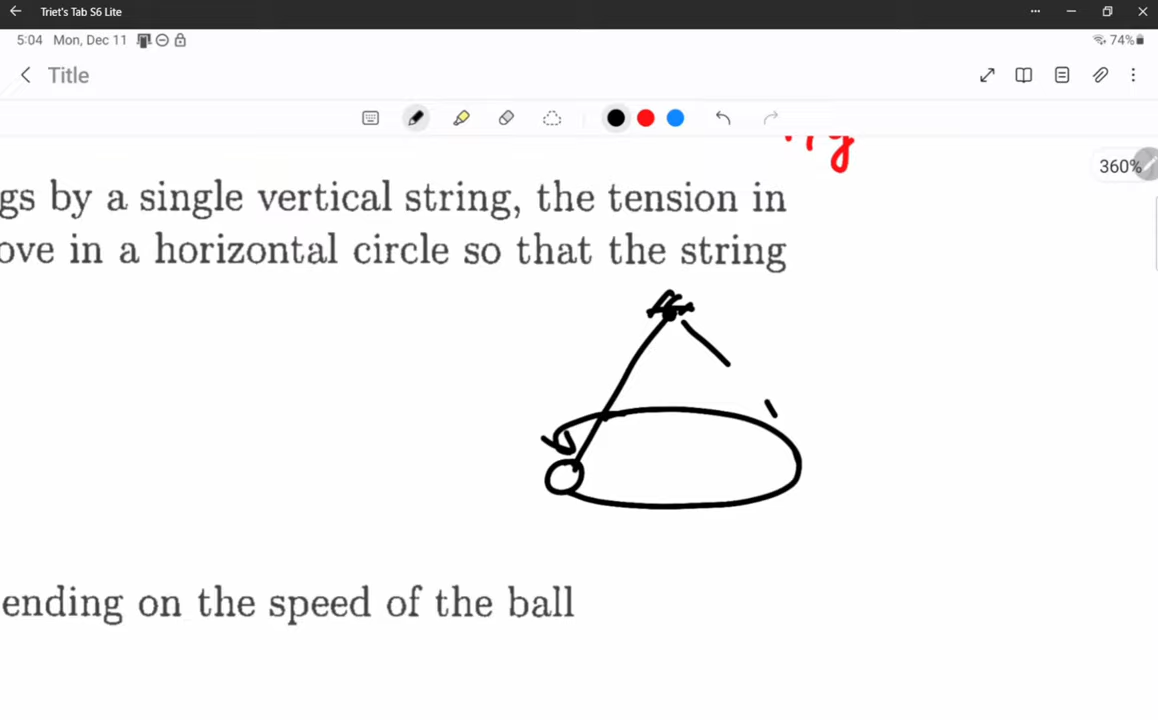 Triet's Tab S6 Lite
5:04 Mon, Dec 11
74%
Title
360%
gs by a single vertical string, the tension in
ove in a horizontal circle so that the string
ending on the speed of the ball